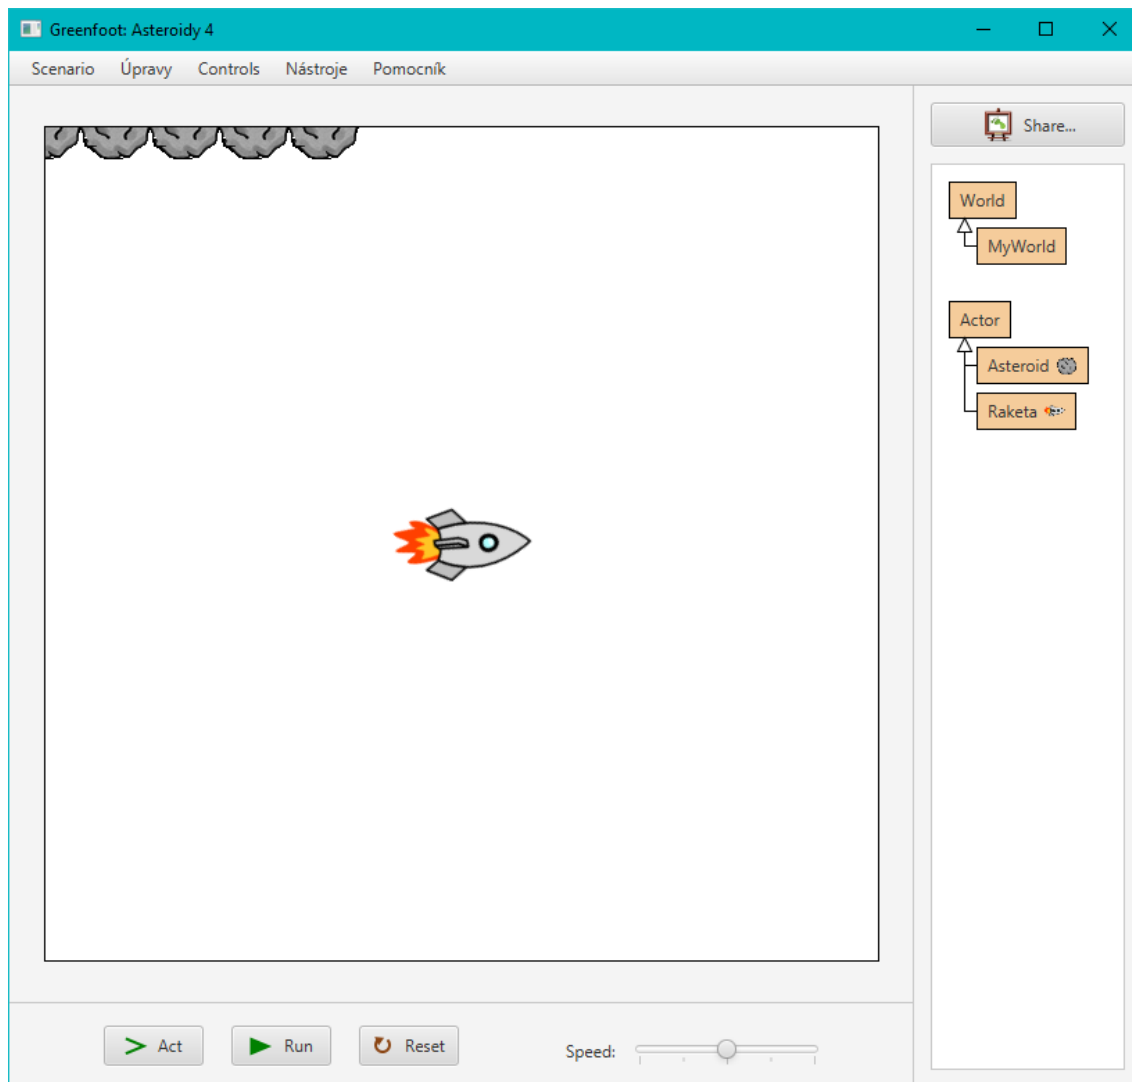 Greenfoot: Asteroidy 4
Scenario Úpravy Controls Nástroje Pomocník
Share...
World
MyWorld
Actor
Asteroid
Raketa
Act Run Reset Speed: